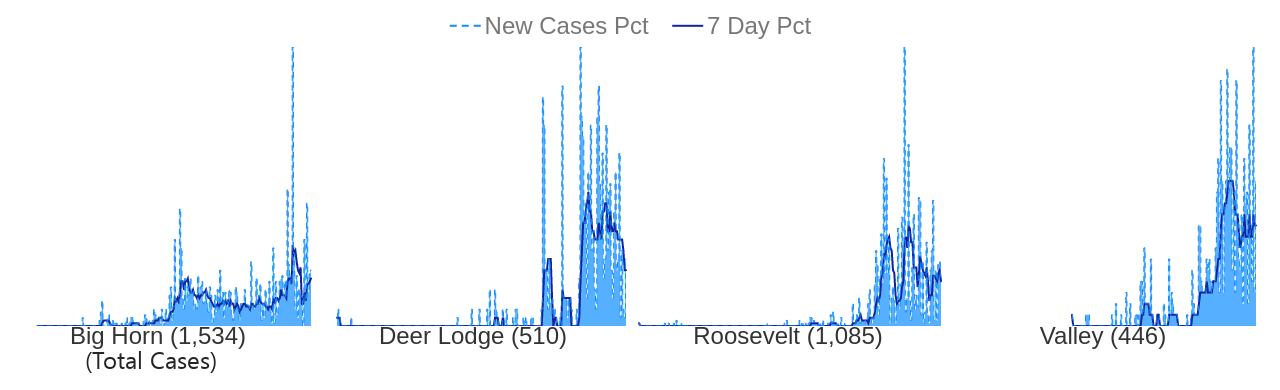 New Cases Pct 7 Day Pct
Big Horn (1,534) Deer Lodge (510) Roosevelt (1,085) Valley (446)
(Total Cases)